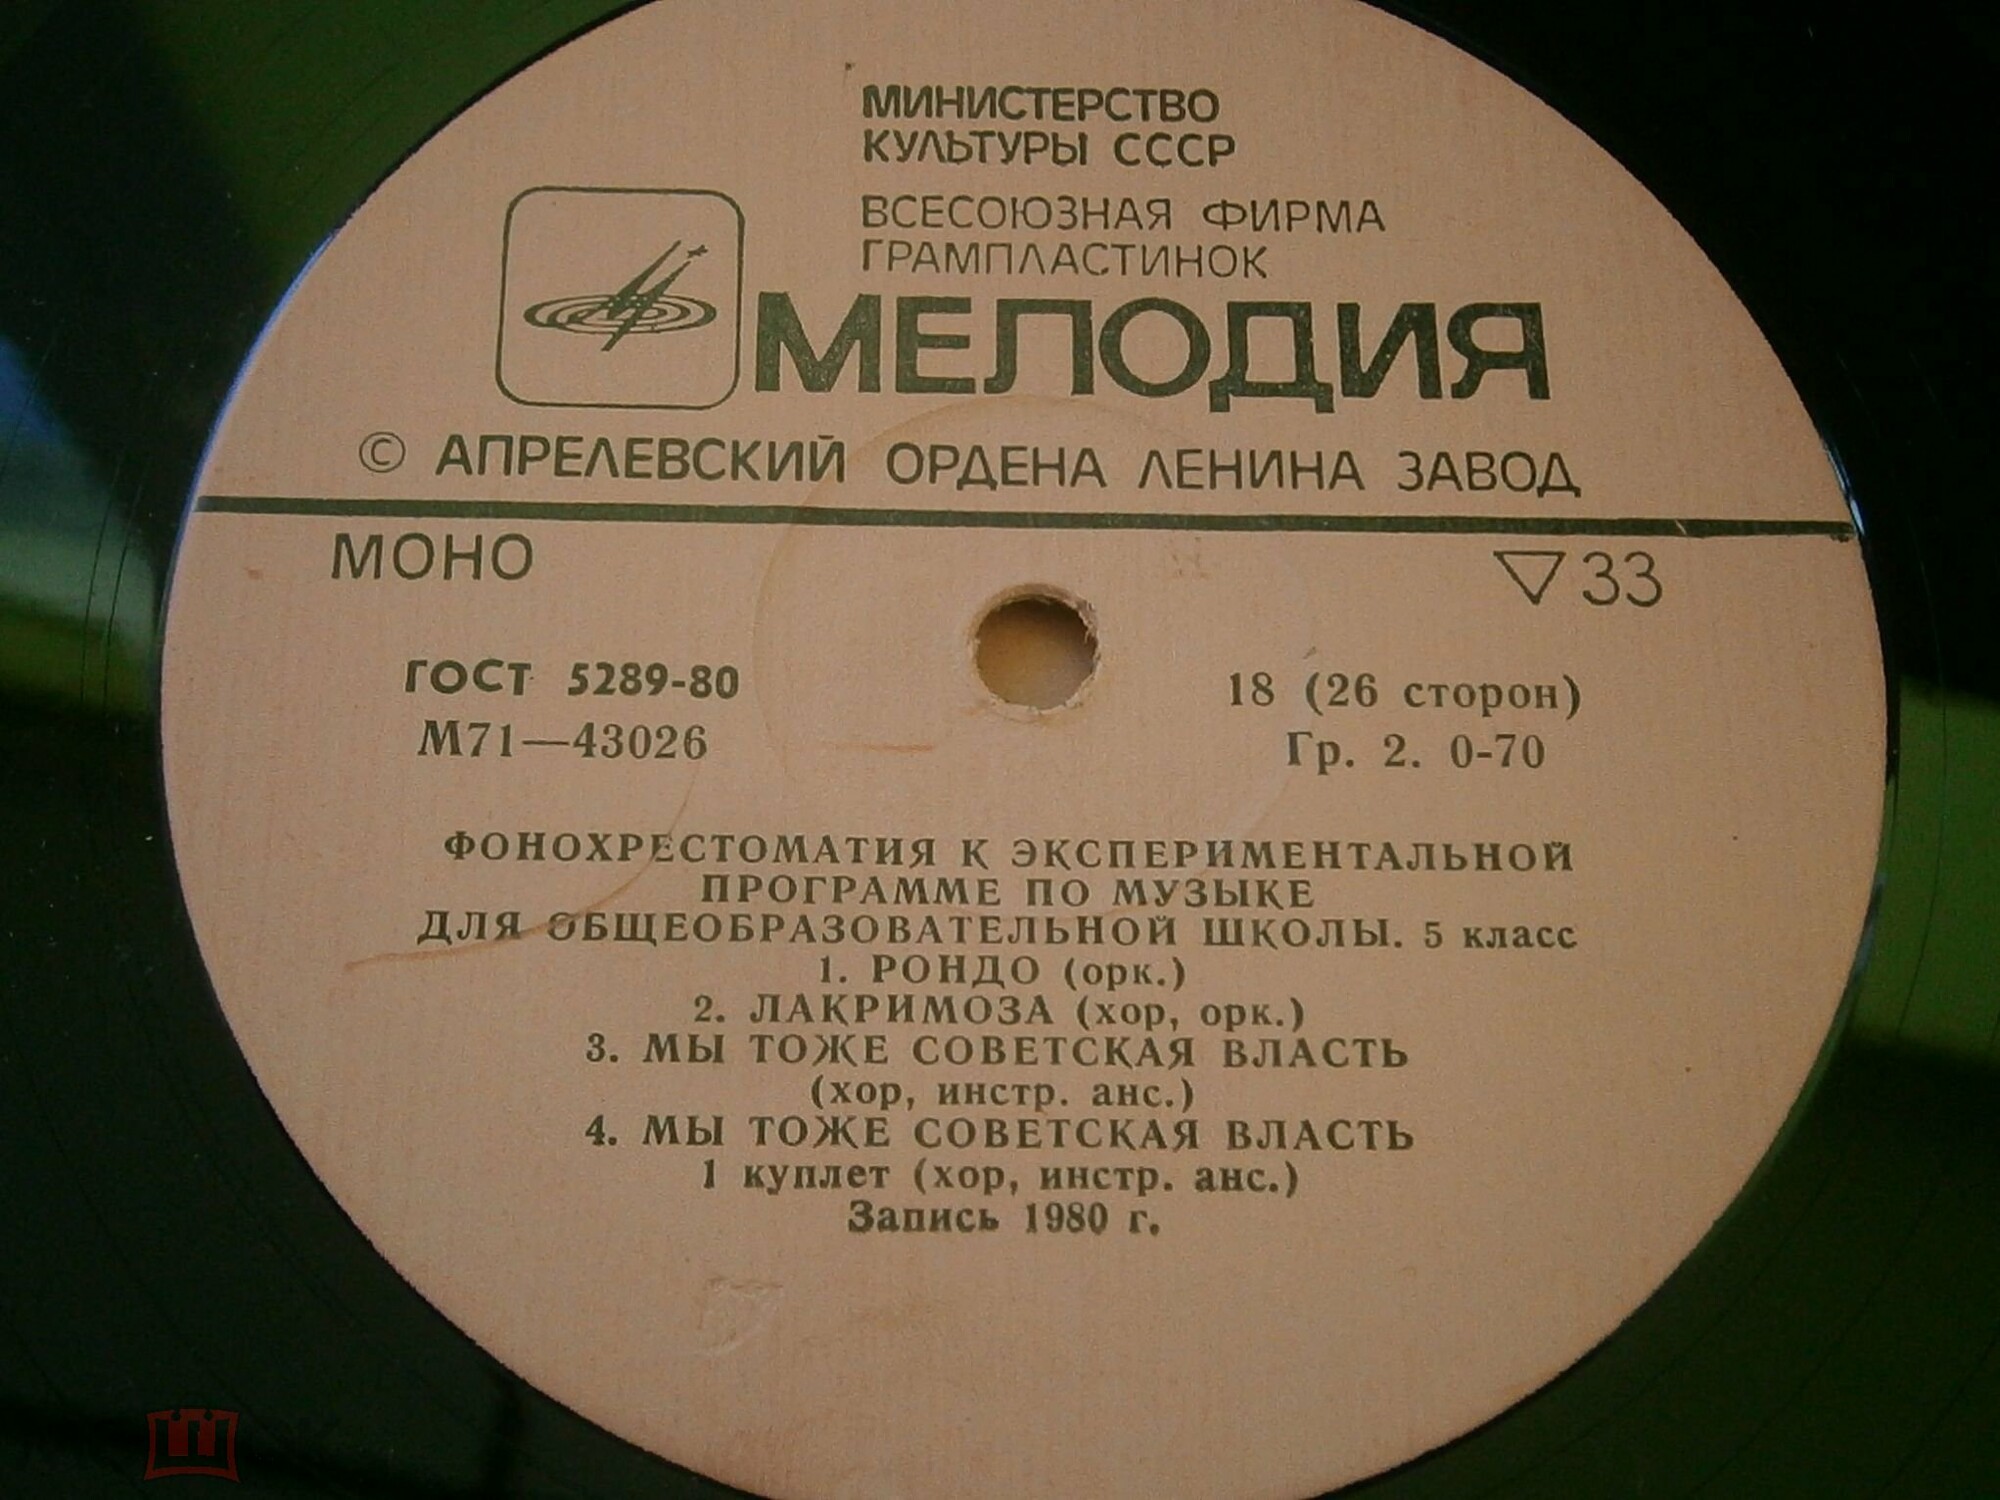 МИНИСТЕРСТВО
КУЛЬТУРЫ СССР
ВСЕСОЮЗНАЯ ФИРМА
ГРАМПЛАСТИНОК
МЕЛОДИЯ
© АПРЕЛЕВСКИЙ ОРДЕНА ЛЕНИНА ЗАВОД
МОНО
▽33
ГОСТ 5289-80
М71—43026
18 (26 сторон)
Гр. 2. 0-70
ФОНОХРЕСТОМАТИЯ К ЭКСПЕРИМЕНТАЛЬНОЙ
ПРОГРАММЕ ПО МУЗЫКЕ
ДЛЯ ОБЩЕОБРАЗОВАТЕЛЬНОЙ ШКОЛЫ. 5 класс
1. РОНДО (орк.)
2. ЛАКРИМОЗА (хор, орк.)
3. МЫ ТОЖЕ СОВЕТСКАЯ ВЛАСТЬ
(хор, инстр. анс.)
4. МЫ ТОЖЕ СОВЕТСКАЯ ВЛАСТЬ
1 куплет (хор, инстр. анс.)
Запись 1980 г.